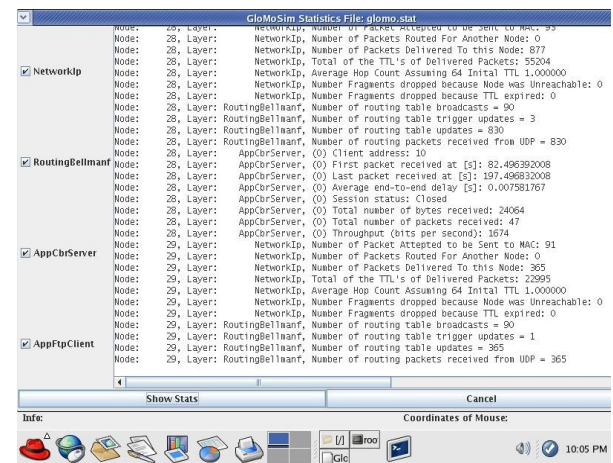 GloMoSim Statistics File: glomo.stat
Node: 28, Layer: NetworkIp, Number of Packet Accepted to be Sent to MAC: 93
Node: 28, Layer: NetworkIp, Number of Packets Routed For Another Node: 0
Node: 28, Layer: NetworkIp, Number of Packets Delivered To this Node: 877
Node: 28, Layer: NetworkIp, Total of the TTL's of Delivered Packets: 55204
Node: 28, Layer: NetworkIp, Average Hop Count Assuming 64 Inital TTL 1.000000
Node: 28, Layer: NetworkIp, Number Fragments dropped because Node was Unreachable: 0
Node: 28, Layer: NetworkIp, Number Fragments dropped because TTL expired: 0
Node: 28, Layer: RoutingBellmanf, Number of routing table broadcasts = 90
Node: 28, Layer: RoutingBellmanf, Number of routing table trigger updates = 3
Node: 28, Layer: RoutingBellmanf, Number of routing table updates = 830
Node: 28, Layer: RoutingBellmanf, Number of routing packets received from UDP = 830
Node: 28, Layer: AppCbrServer, (0) Client address: 10
Node: 28, Layer: AppCbrServer, (0) First packet received at [s]: 82.496392008
Node: 28, Layer: AppCbrServer, (0) Last packet received at [s]: 197.496832008
Node: 28, Layer: AppCbrServer, (0) Average end-to-end delay [s]: 0.007581767
Node: 28, Layer: AppCbrServer, (0) Session status: Closed
Node: 28, Layer: AppCbrServer, (0) Total number of bytes received: 24064
Node: 28, Layer: AppCbrServer, (0) Total number of packets received: 47
Node: 28, Layer: AppCbrServer, (0) Throughput (bits per second): 1674
Node: 29, Layer: NetworkIp, Number of Packet Attepted to be Sent to MAC: 91
Node: 29, Layer: NetworkIp, Number of Packets Routed For Another Node: 0
Node: 29, Layer: NetworkIp, Number of Packets Delivered To this Node: 365
Node: 29, Layer: NetworkIp, Total of the TTL's of Delivered Packets: 22995
Node: 29, Layer: NetworkIp, Average Hop Count Assuming 64 Inital TTL 1.000000
Node: 29, Layer: NetworkIp, Number Fragments dropped because Node was Unreachable: 0
Node: 29, Layer: NetworkIp, Number Fragments dropped because TTL expired: 0
Node: 29, Layer: RoutingBellmanf, Number of routing table broadcasts = 90
Node: 29, Layer: RoutingBellmanf, Number of routing table trigger updates = 1
Node: 29, Layer: RoutingBellmanf, Number of routing table updates = 365
Node: 29, Layer: RoutingBellmanf, Number of routing packets received from UDP = 365
NetworkIp
RoutingBellmanf
AppCbrServer
AppFtpClient
Show Stats
Cancel
Info:
Coordinates of Mouse:
[/]
roo
Glc
10:05 PM